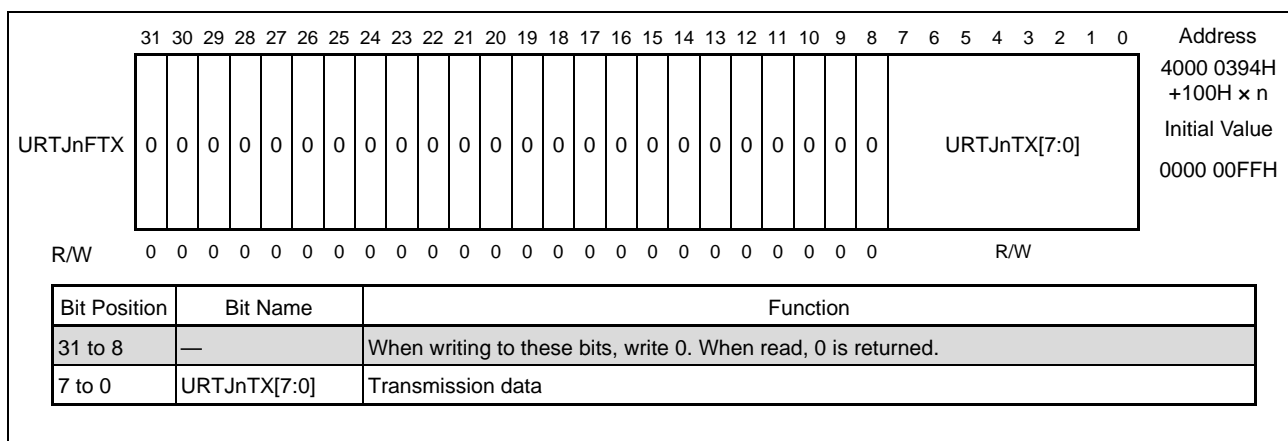 31 30 29 28 27 26 25 24 23 22 21 20 19 18 17 16 15 14 13 12 11 10 9 8 7 6 5 4 3 2 1 0 Address
4000 0394H
+100H × n
URTJnFTX 0 0 0 0 0 0 0 0 0 0 0 0 0 0 0 0 0 0 0 0 0 0 0 0 URTJnTX[7:0] Initial Value
0000 00FFH
R/W 0 0 0 0 0 0 0 0 0 0 0 0 0 0 0 0 0 0 0 0 0 0 0 0 R/W
Bit Position Bit Name Function
31 to 8 — When writing to these bits, write 0. When read, 0 is returned.
7 to 0 URTJnTX[7:0] Transmission data